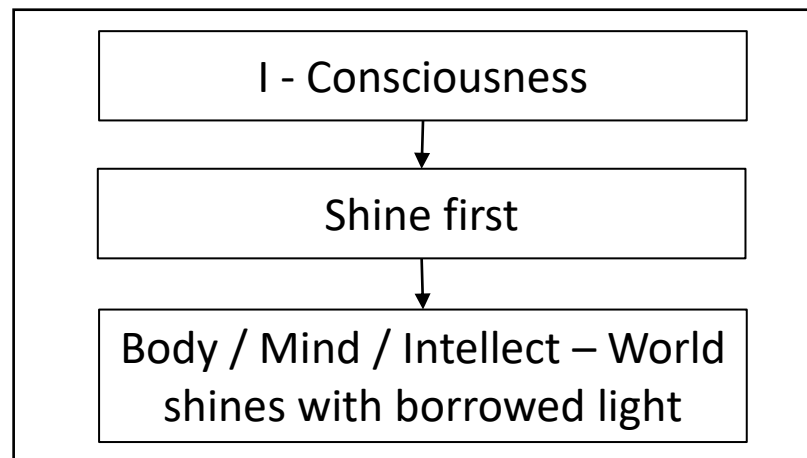 I - Consciousness
Shine first
Body / Mind / Intellect – World
shines with borrowed light